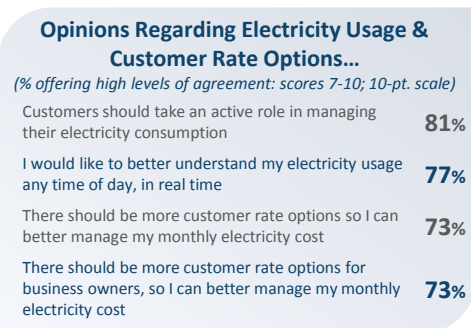 Opinions Regarding Electricity Usage &
Customer Rate Options…
(% offering high levels of agreement: scores 7-10; 10-pt. scale)
Customers should take an active role in managing
their electricity consumption
81%
I would like to better understand my electricity usage
any time of day, in real time
77%
There should be more customer rate options so I can
better manage my monthly electricity cost
73%
There should be more customer rate options for
business owners, so I can better manage my monthly
electricity cost
73%